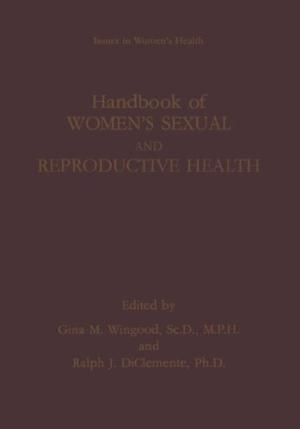 Issues in Women's Health
Handbook of
WOMEN'S SEXUAL
AND
REPRODUCTIVE HEALTH
Edited by
Gina M. Wingood, Sc.D., M.P.H.
and
Ralph J. DiClemente, Ph.D.